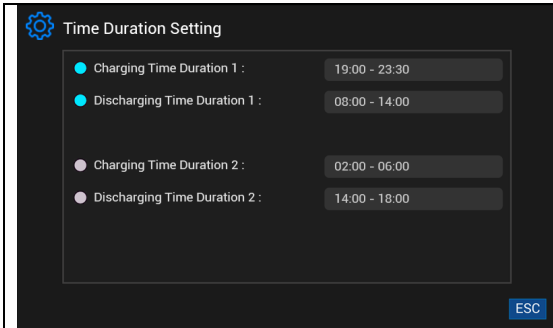 Time Duration Setting
Charging Time Duration 1 : 19:00 - 23:30
Discharging Time Duration 1 : 08:00 - 14:00
Charging Time Duration 2 : 02:00 - 06:00
Discharging Time Duration 2 : 14:00 - 18:00
ESC